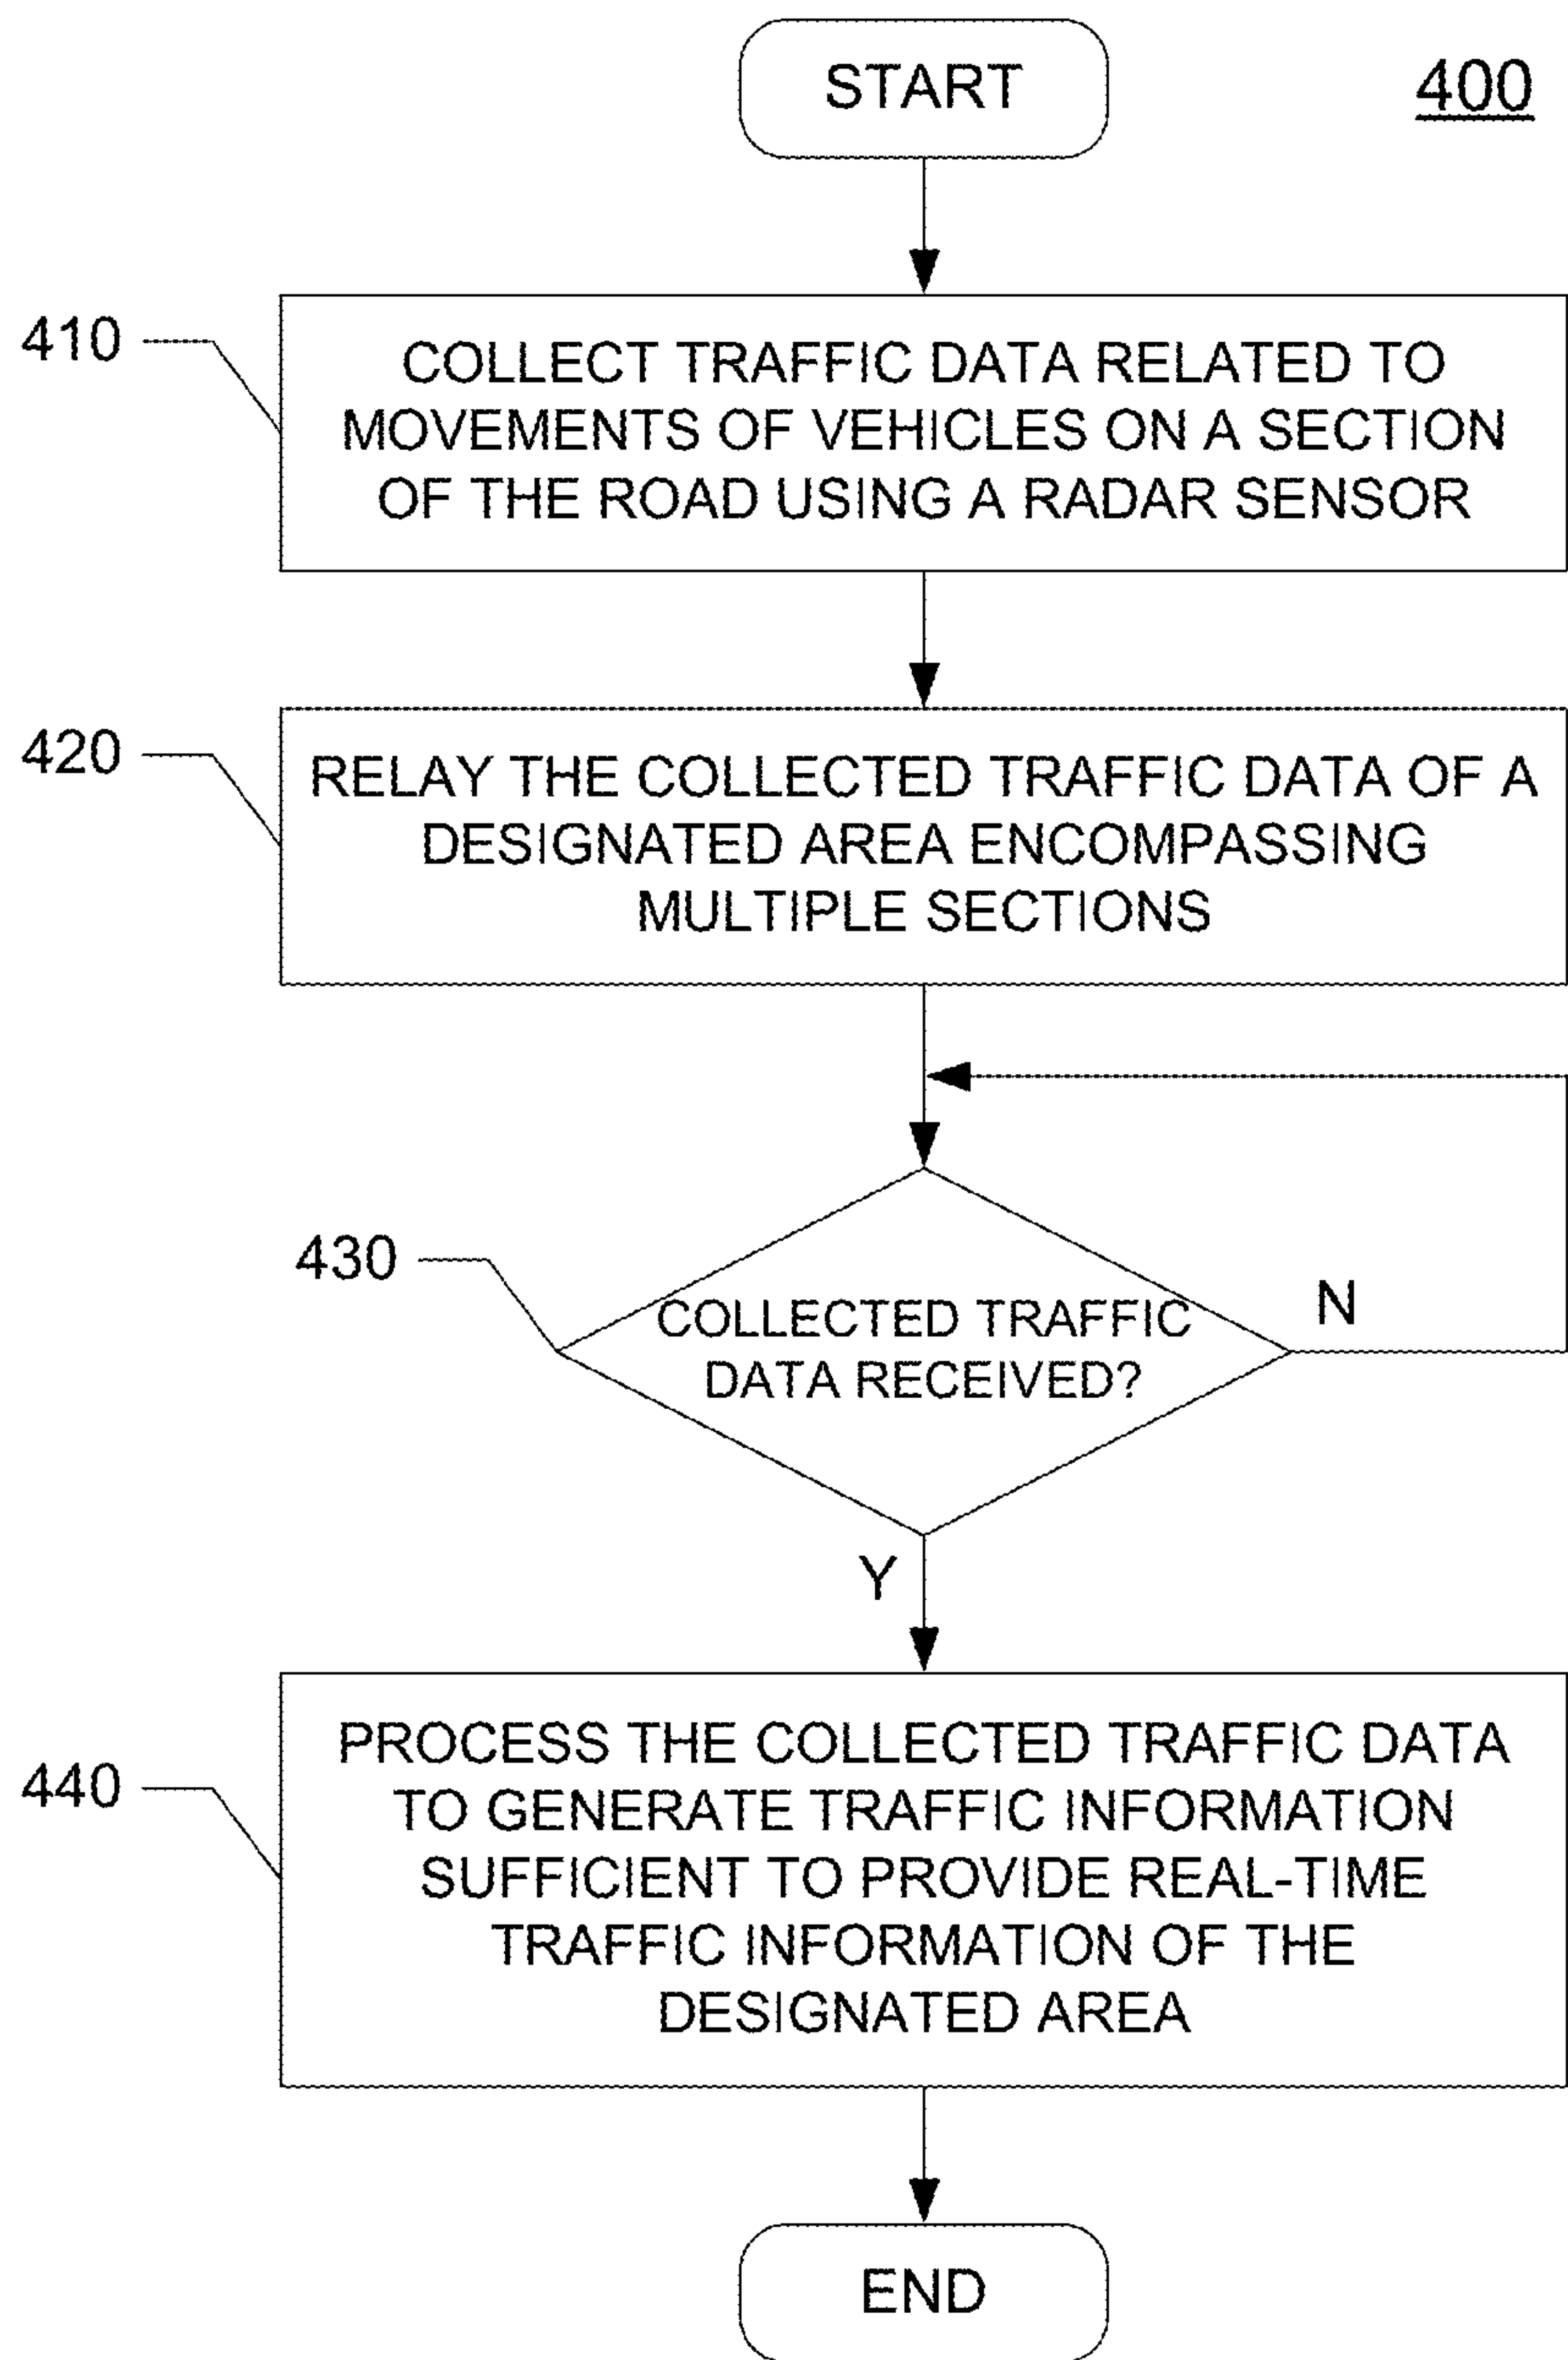 START
400
410
COLLECT TRAFFIC DATA RELATED TO
MOVEMENTS OF VEHICLES ON A SECTION
OF THE ROAD USING A RADAR SENSOR
420
RELAY THE COLLECTED TRAFFIC DATA OF A
DESIGNATED AREA ENCOMPASSING
MULTIPLE SECTIONS
430
COLLECTED TRAFFIC
DATA RECEIVED?
N
Y
440
PROCESS THE COLLECTED TRAFFIC DATA
TO GENERATE TRAFFIC INFORMATION
SUFFICIENT TO PROVIDE REAL-TIME
TRAFFIC INFORMATION OF THE
DESIGNATED AREA
END